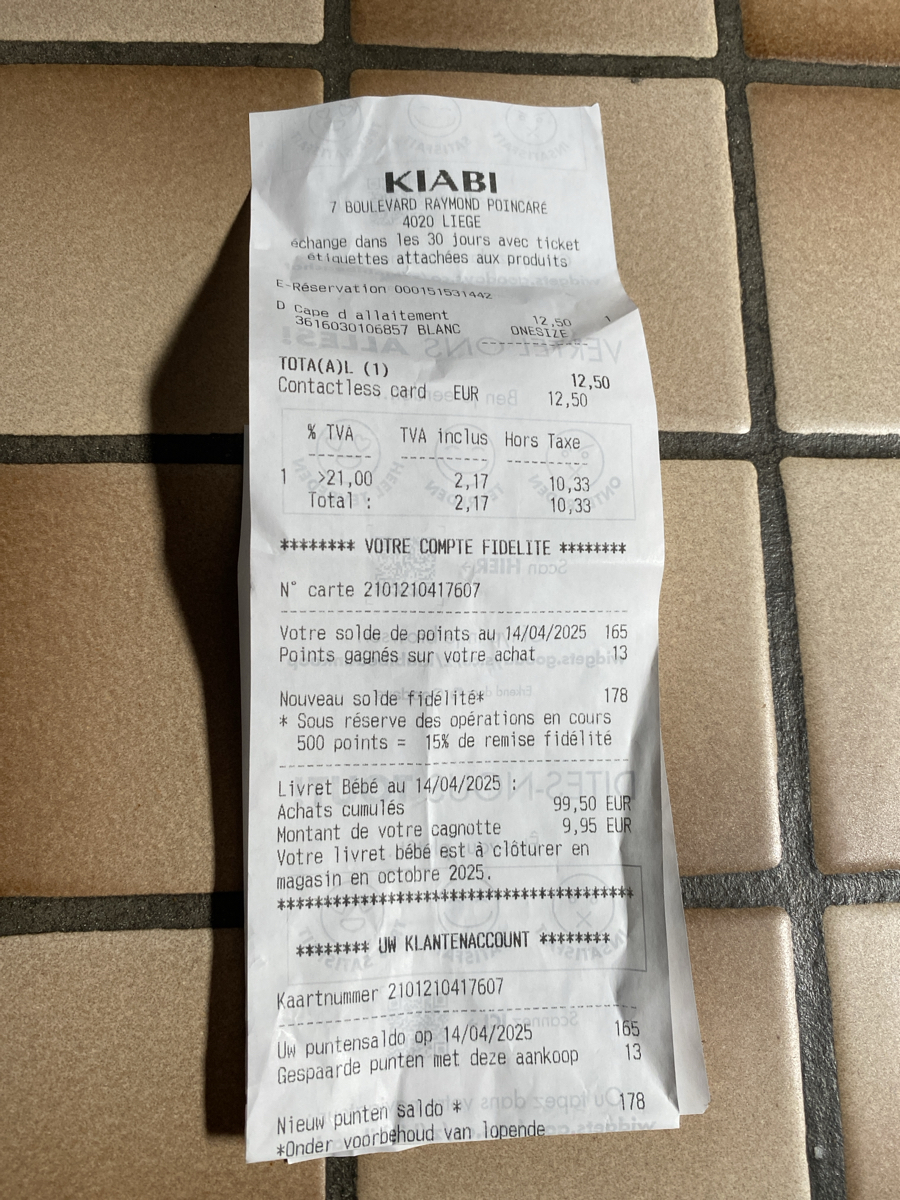 KIABI
7 BOULEVARD RAYMOND POINCARE
4020 LIEGE
échange dans les 30 jours avec ticket
étiquettes attachées aux produits
E-Réservation 000151531442
D Cape d allaitement 12,50 1
3616030106857 BLANC ONESIZE
TOTA(A)L (1) 12,50
Contactless card EUR 12,50
% TVA TVA inclus Hors Taxe
1 >21,00 2,17 10,33
Total : 2,17 10,33
******** VOTRE COMPTE FIDELITE ********
N° carte 2101210417607
Votre solde de points au 14/04/2025 165
Points gagnés sur votre achat 13
Nouveau solde fidélité* 178
* Sous réserve des opérations en cours
500 points = 15% de remise fidélité
Livret Bébé au 14/04/2025 :
Achats cumulés 99,50 EUR
Montant de votre cagnotte 9,95 EUR
Votre livret bébé est à clôturer en
magasin en octobre 2025.
***************************************
******** UW KLANTENACCOUNT ********
Kaartnummer 2101210417607
Uw puntensaldo op 14/04/2025 165
Gespaarde punten met deze aankoop 13
Nieuw punten saldo * 178
*Onder voorbehoud van lopende